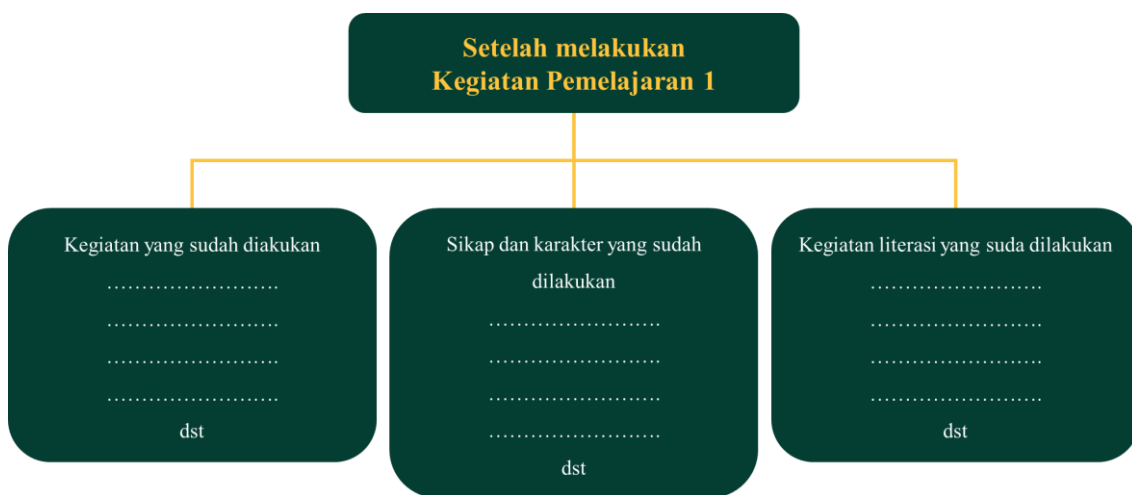 Setelah melakukan
Kegiatan Pemelajaran 1
Kegiatan yang sudah diakukan
……………………….
……………………….
……………………….
……………………….
dst
Sikap dan karakter yang sudah
dilakukan
……………………….
……………………….
……………………….
……………………….
dst
Kegiatan literasi yang suda dilakukan
……………………….
……………………….
……………………….
……………………….
dst